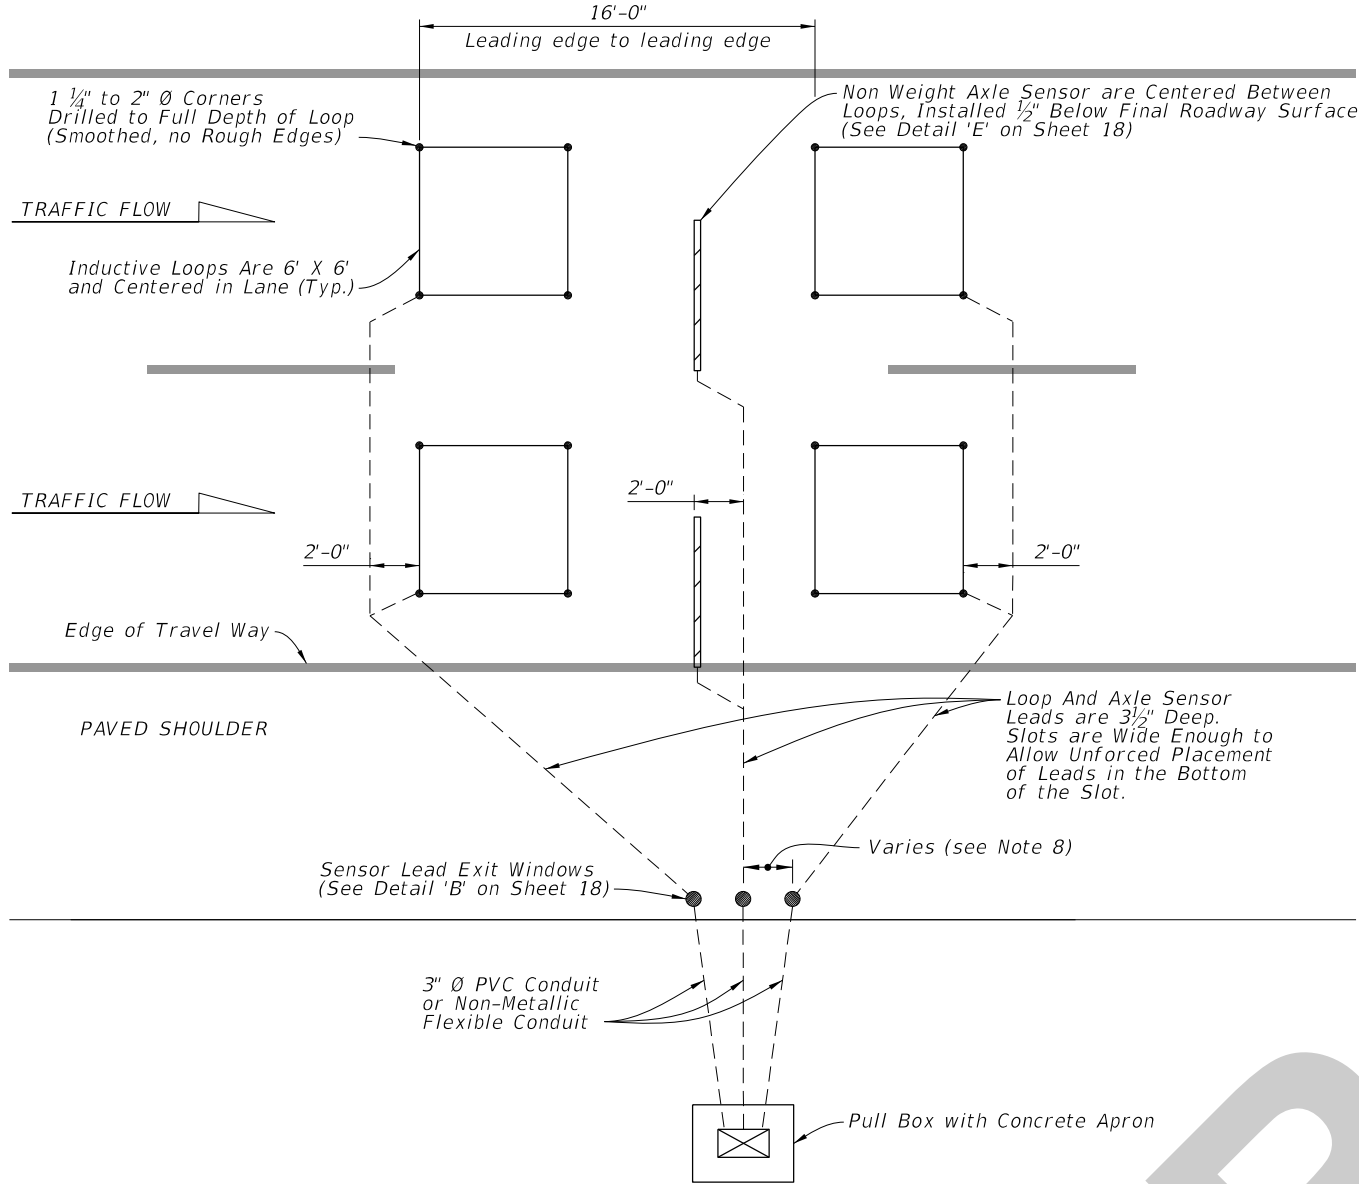 16'-0"
Leading edge to leading edge
1 ¼" to 2" Ø Corners
Drilled to Full Depth of Loop
(Smoothed, no Rough Edges)
Non Weight Axle Sensor are Centered Between
Loops, Installed ½" Below Final Roadway Surface
(See Detail 'E' on Sheet 18)
TRAFFIC FLOW
Inductive Loops Are 6' X 6'
and Centered in Lane (Typ.)
TRAFFIC FLOW
2'-0"
2'-0"
2'-0"
Edge of Travel Way
PAVED SHOULDER
Loop And Axle Sensor
Leads are 3½" Deep.
Slots are Wide Enough to
Allow Unforced Placement
of Leads in the Bottom
of the Slot.
Varies (see Note 8)
Sensor Lead Exit Windows
(See Detail 'B' on Sheet 18)
3" Ø PVC Conduit
or Non-Metallic
Flexible Conduit
Pull Box with Concrete Apron